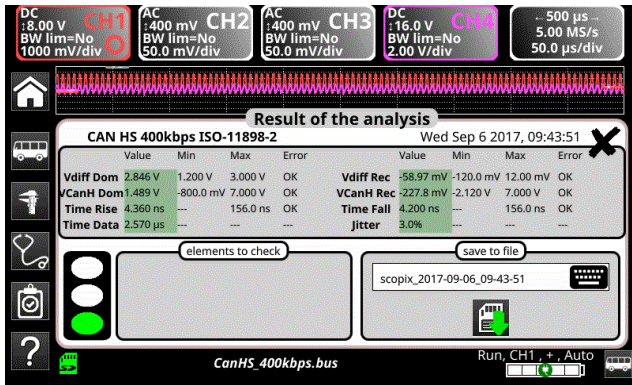 DC
↕8.00 V CH1
BW lim=No
1000 mV/div
AC
↕400 mV CH2
BW lim=No
50.0 mV/div
AC
↕400 mV CH3
BW lim=No
50.0 mV/div
DC
↕16.0 V CH4
BW lim=No
2.00 V/div
←500 µs→
5.00 MS/s
50.0 µs/div
Result of the analysis
CAN HS 400kbps ISO-11898-2 Wed Sep 6 2017, 09:43:51
Value Min Max Error Value Min Max Error
Vdiff Dom 2.846 V 1.200 V 3.000 V OK Vdiff Rec -58.97 mV -120.0 mV 12.00 mV OK
VCanH Dom 1.489 V -800.0 mV 7.000 V OK VCanH Rec -227.8 mV -2.120 V 7.000 V OK
Time Rise 4.360 ns --- 156.0 ns OK Time Fall 4.200 ns --- 156.0 ns OK
Time Data 2.570 µs --- --- --- Jitter 3.0% --- --- ---
elements to check
save to file
scopix_2017-09-06_09-43-51
?
CanHS_400kbps.bus
Run, CH1 , + , Auto